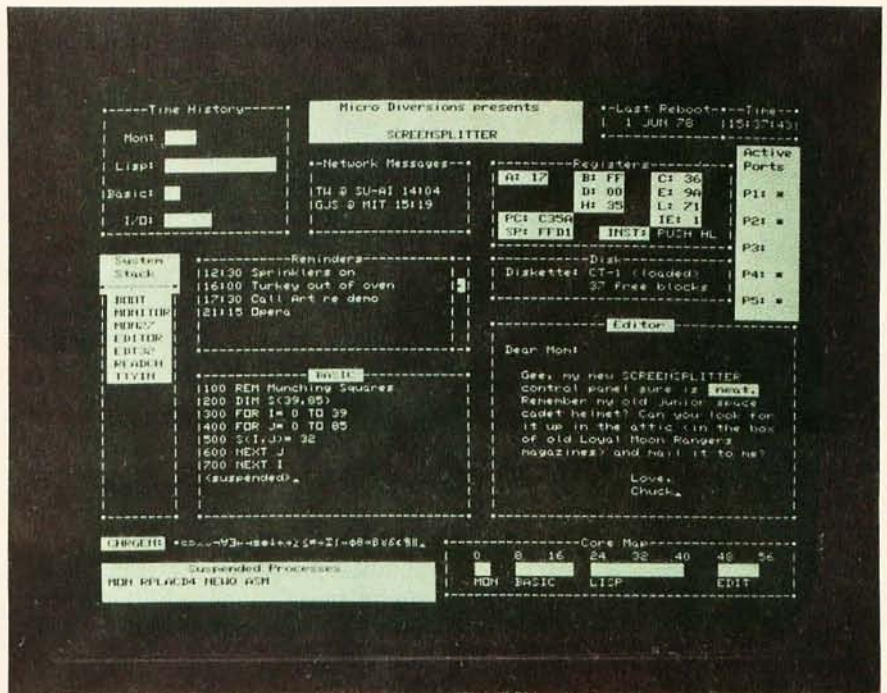 Time History
Mon:
Lisp:
Basic:
I/O:
Micro Diversions presents
SCREENSPLITTER
Last Reboot
1 JUN 78
Time
15:37:43
Network Messages
TW @ SU-AI 14:04
GJS @ MIT 15:19
Registers
A: 17 B: FF C: 36
D: 00 E: 9A
H: 35 L: 71
PC: C35A IE: 1
SP: FFD1 INST: PUSH HL
Active
Ports
P1: *
P2: *
P3:
P4: *
P5: *
System
Stack
BOOT
MONITOR
MON27
EDITOR
EDT32
READCH
TTYIN
Reminders
12:30 Sprinklers on
16:00 Turkey out of oven
17:30 Call Art re demo
21:15 Opera
Disk
Diskette: CT-1 (loaded)
37 free blocks
BASIC
100 REM Munching Squares
200 DIM S(39,85)
300 FOR I= 0 TO 39
400 FOR J= 0 TO 85
500 S(I,J)= 32
600 NEXT J
700 NEXT I
(suspended)
Editor
Dear Mom:
Gee, my new SCREENSPLITTER
control panel sure is neat.
Remember my old junior space
cadet helmet? Can you look for
it up in the attic (in the box
of old Loyal Moon Rangers
magazines) and mail it to me?
Love,
Chuck
CHRGEN:
Suspended Processes
MON RPLACD4 NEWO ASM
Core Map
0 8 16 24 32 40 48 56
MON BASIC LISP EDIT